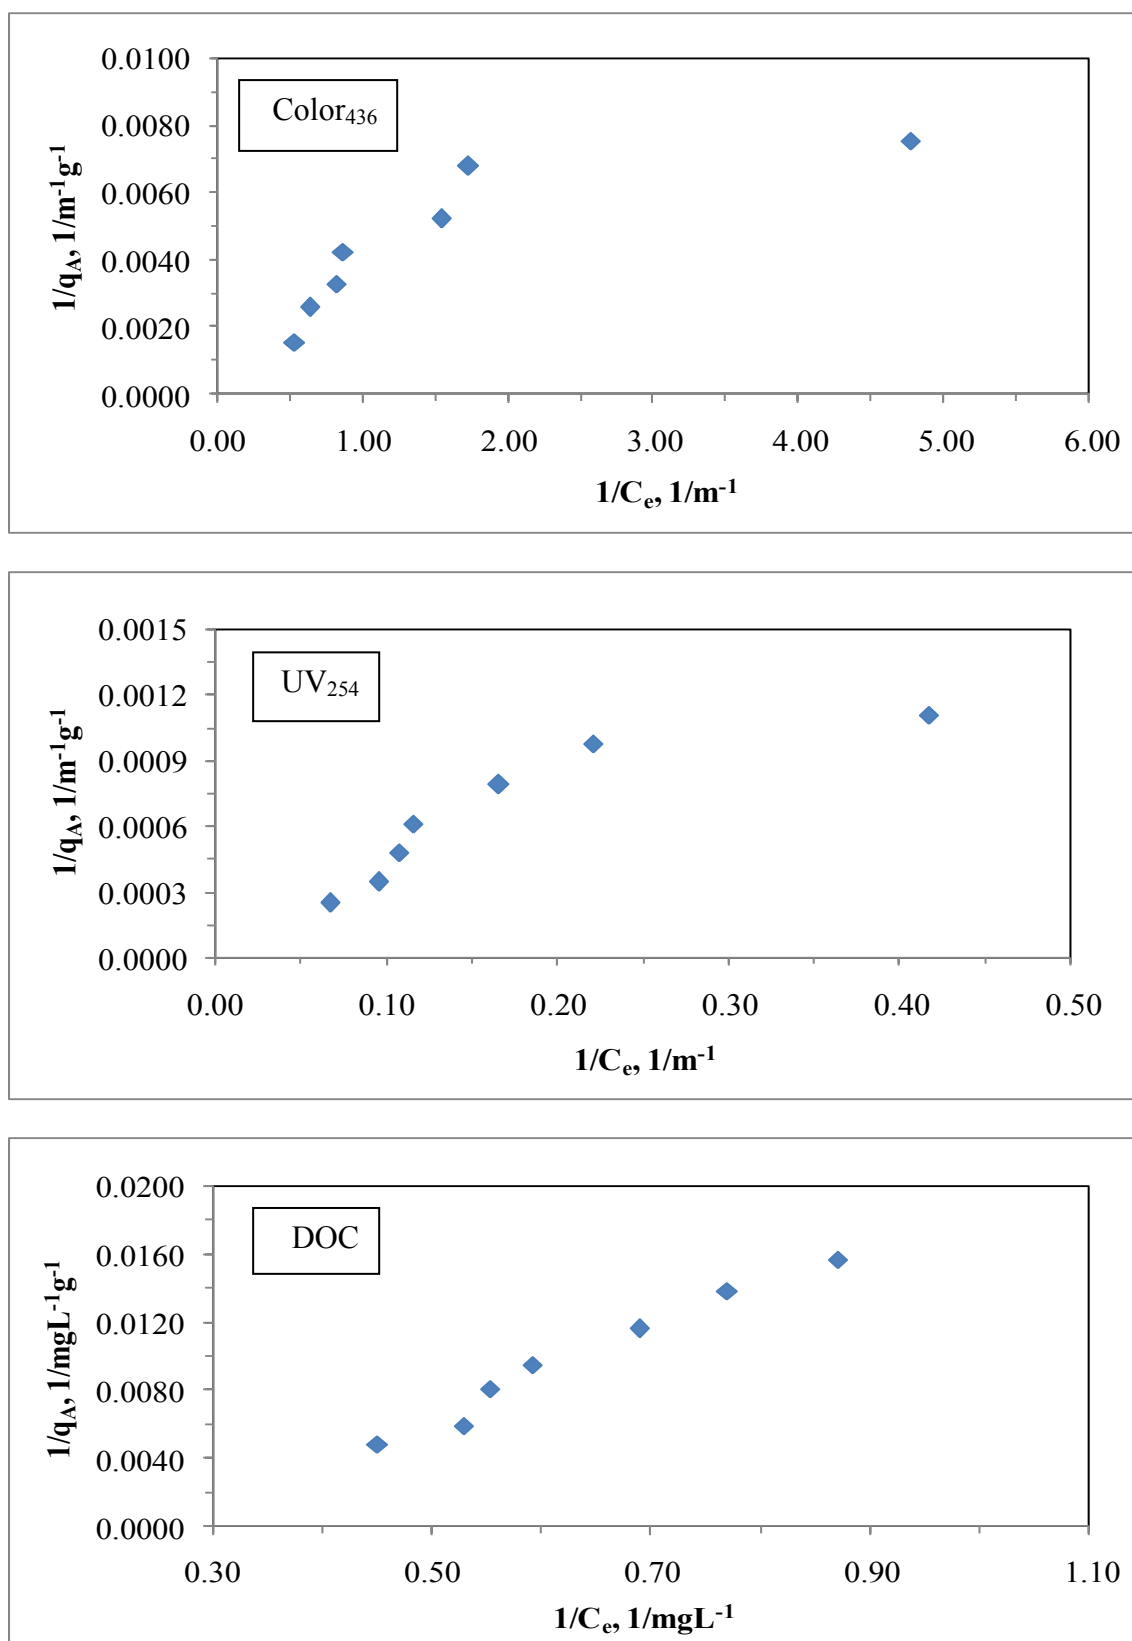 0.0100
Color₄₃₆
0.0080
0.0060
0.0040
0.0020
0.0000
1/qA, 1/m⁻¹g⁻¹
0.00 1.00 2.00 3.00 4.00 5.00 6.00
1/Ce, 1/m⁻¹
0.0015
UV₂₅₄
0.0012
0.0009
0.0006
0.0003
0.0000
1/qA, 1/m⁻¹g⁻¹
0.00 0.10 0.20 0.30 0.40 0.50
1/Ce, 1/m⁻¹
0.0200
DOC
0.0160
0.0120
0.0080
0.0040
0.0000
1/qA, 1/mgL⁻¹g⁻¹
0.30 0.50 0.70 0.90 1.10
1/Ce, 1/mgL⁻¹